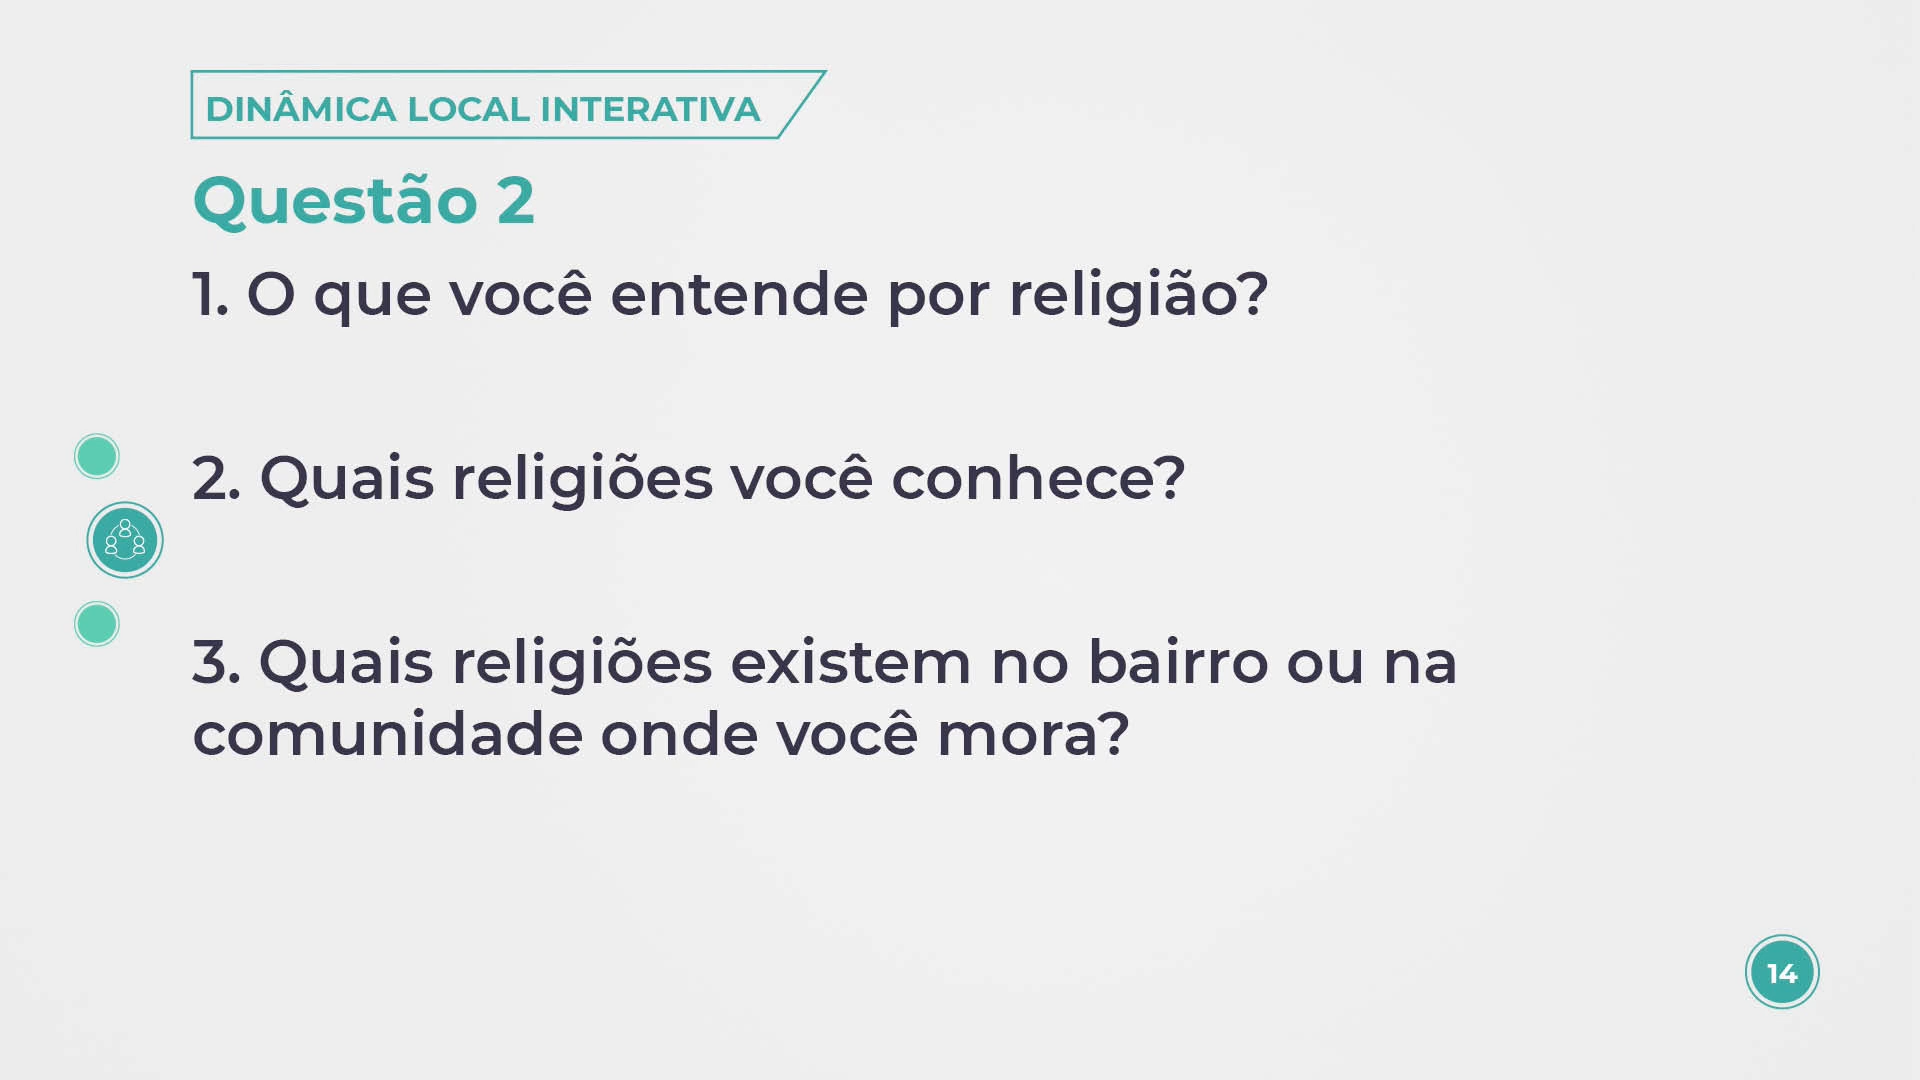 DINÂMICA LOCAL INTERATIVA
Questão 2
1. O que você entende por religião?
2. Quais religiões você conhece?
3. Quais religiões existem no bairro ou na
comunidade onde você mora?
14